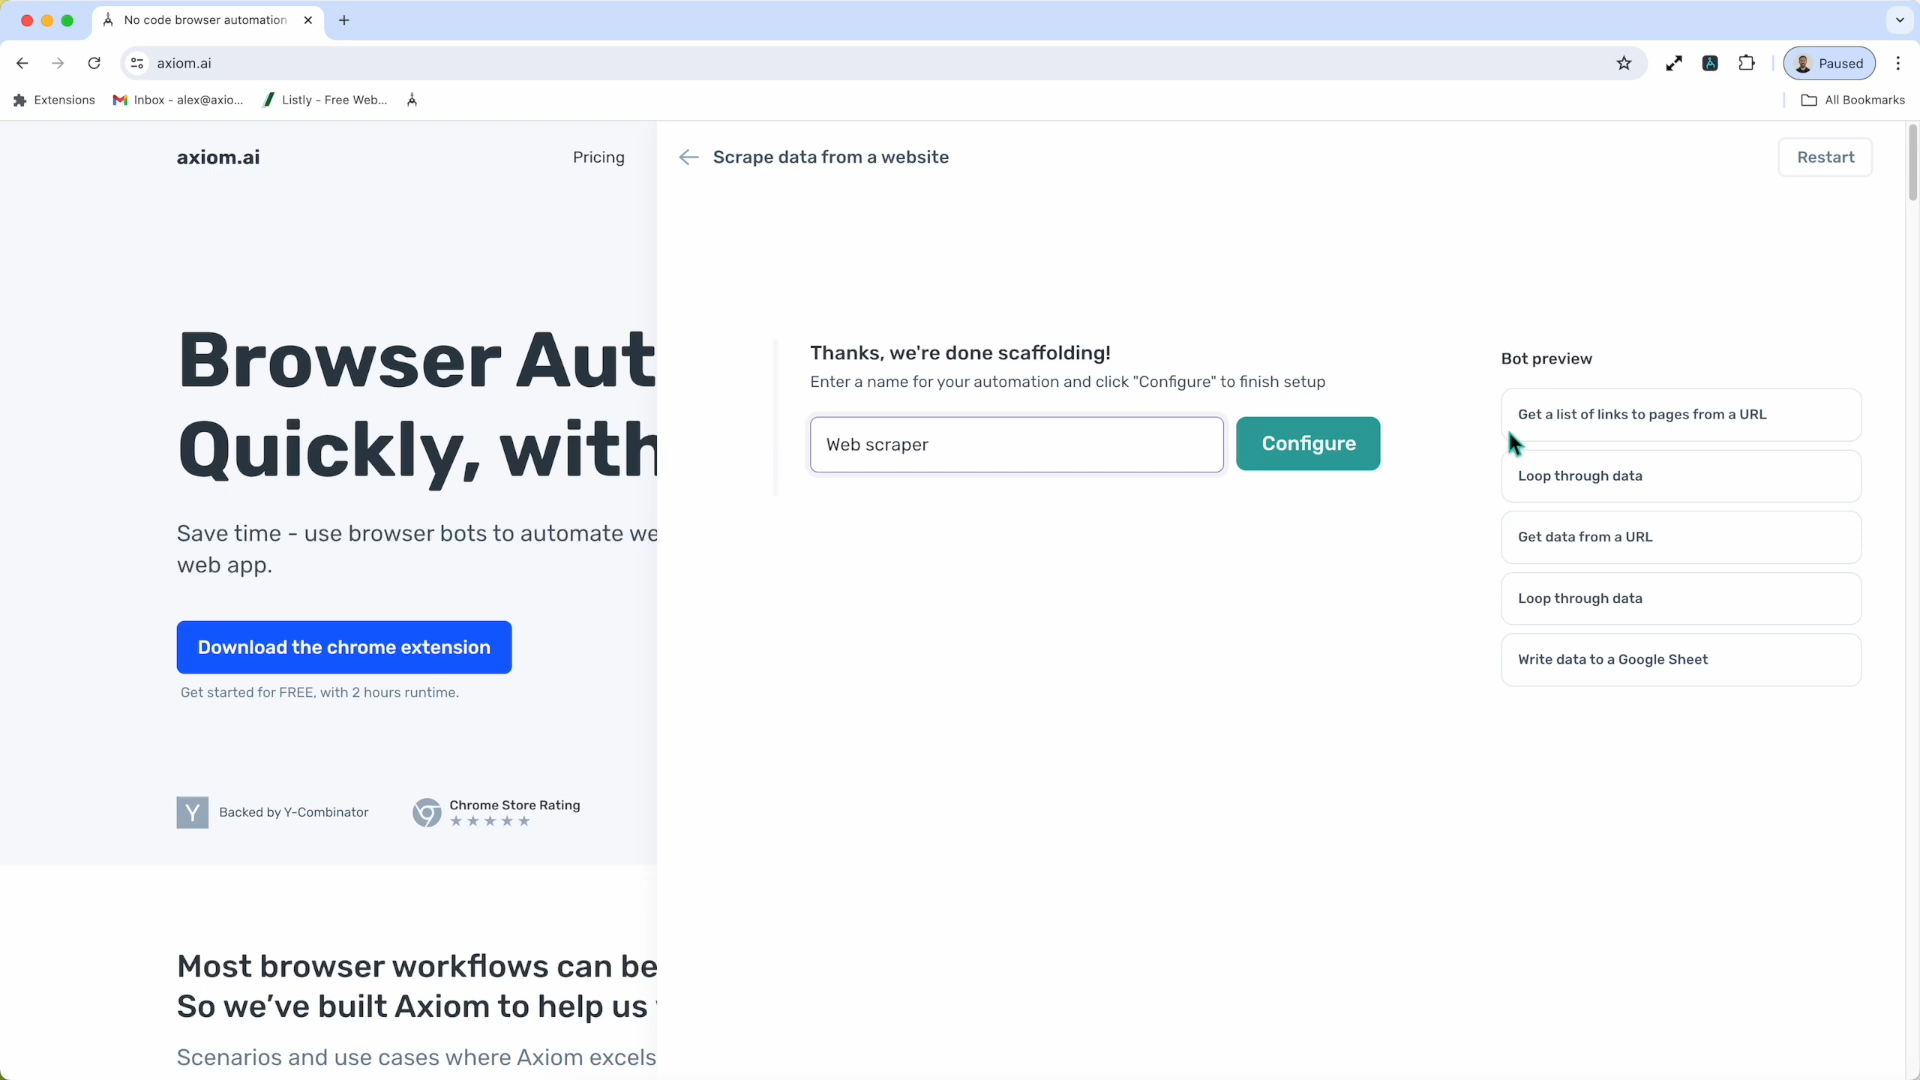 No code browser automation
axiom.ai
Paused
Extensions
Inbox - alex@axio...
Listly - Free Web...
All Bookmarks
axiom.ai
Pricing
Browser Aut
Quickly, with
Save time - use browser bots to automate we
web app.
Download the chrome extension
Get started for FREE, with 2 hours runtime.
Y
Backed by Y-Combinator
Chrome Store Rating
Most browser workflows can be
So we’ve built Axiom to help us
Scenarios and use cases where Axiom excels
Scrape data from a website
Restart
Thanks, we're done scaffolding!
Enter a name for your automation and click "Configure" to finish setup
Web scraper
Configure
Bot preview
Get a list of links to pages from a URL
Loop through data
Get data from a URL
Loop through data
Write data to a Google Sheet